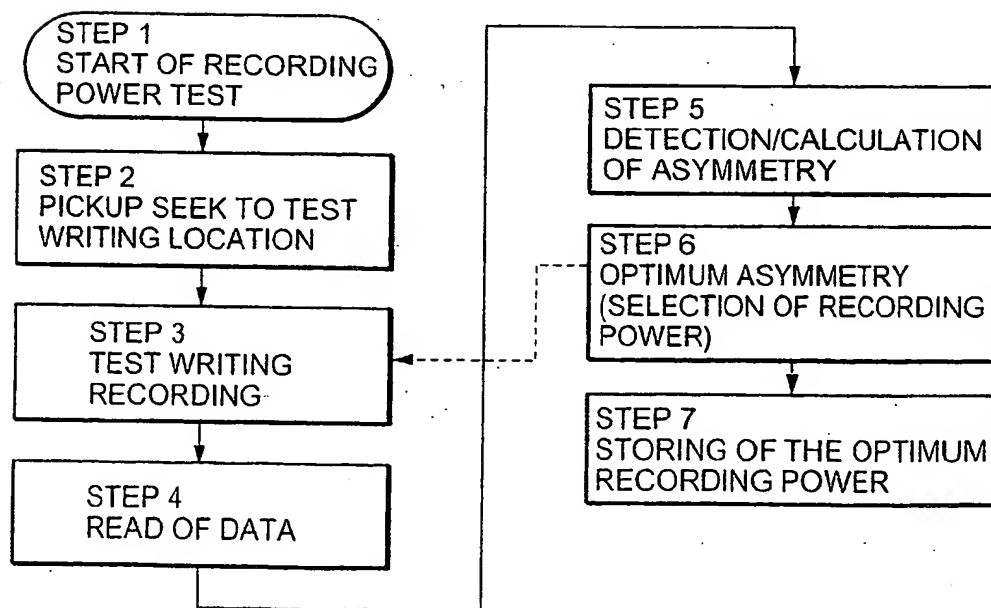 STEP 1
START OF RECORDING
POWER TEST
STEP 2
PICKUP SEEK TO TEST
WRITING LOCATION
STEP 3
TEST WRITING
RECORDING
STEP 4
READ OF DATA
STEP 5
DETECTION/CALCULATION
OF ASYMMETRY
STEP 6
OPTIMUM ASYMMETRY
(SELECTION OF RECORDING
POWER)
STEP 7
STORING OF THE OPTIMUM
RECORDING POWER